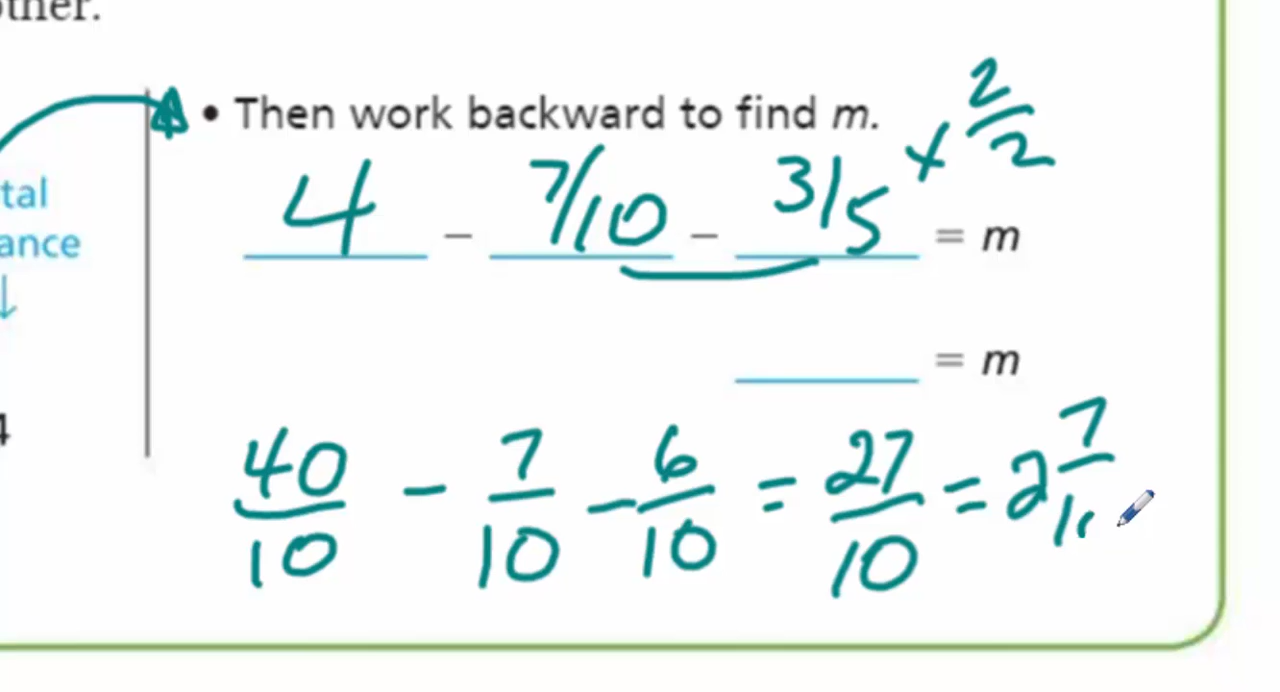 other.
• Then work backward to find m. × 2/2
tal
ance
↓
4 − 7/10 − 3/5 = m
= m
4
40/10 − 7/10 − 6/10 = 27/10 = 2 7/1